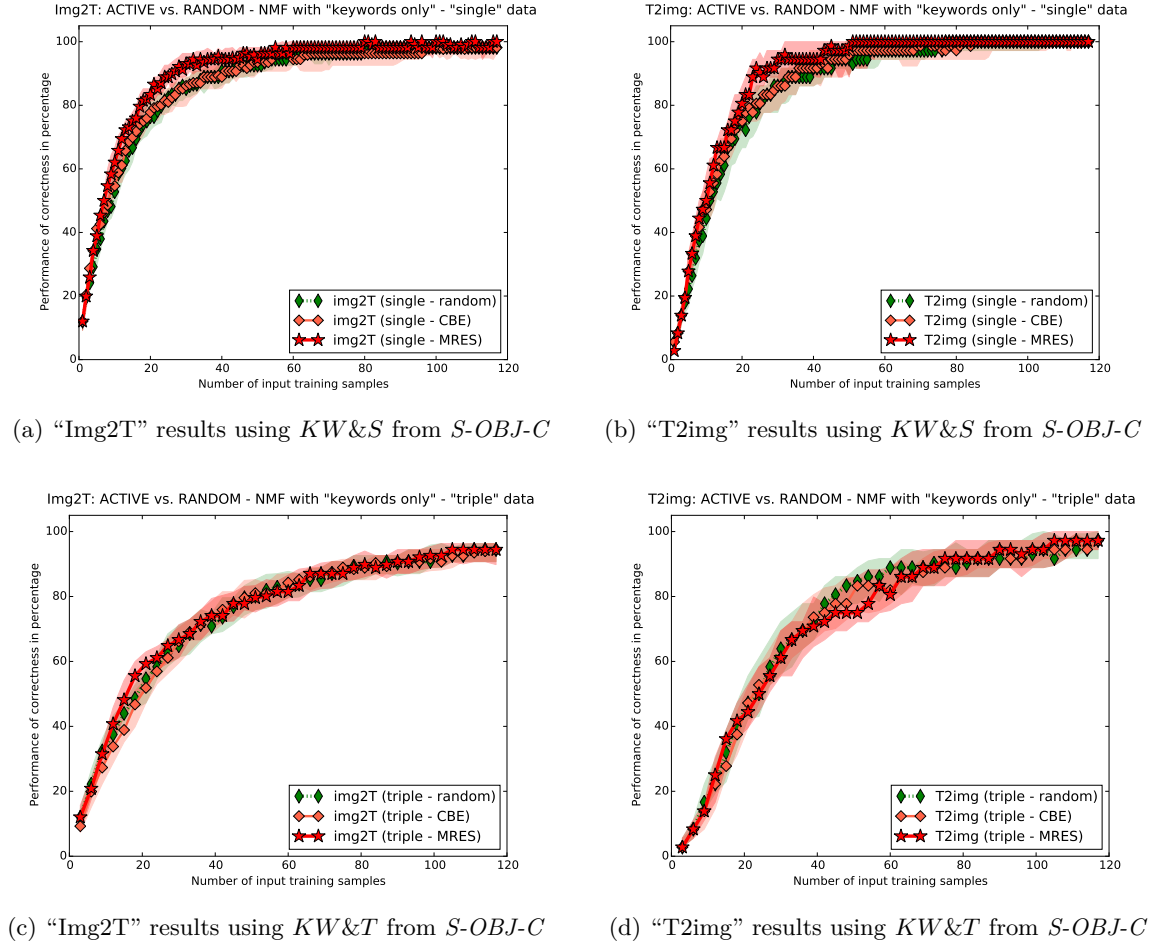 Img2T: ACTIVE vs. RANDOM - NMF with "keywords only" - "single" data
Performance of correctness in percentage
100
80
60
40
20
0
img2T (single - random)
img2T (single - CBE)
img2T (single - MRES)
0 20 40 60 80 100 120
Number of input training samples
(a) “Img2T” results using KW&S from S-OBJ-C
T2img: ACTIVE vs. RANDOM - NMF with "keywords only" - "single" data
Performance of correctness in percentage
100
80
60
40
20
0
T2img (single - random)
T2img (single - CBE)
T2img (single - MRES)
0 20 40 60 80 100 120
Number of input training samples
(b) “T2img” results using KW&S from S-OBJ-C
Img2T: ACTIVE vs. RANDOM - NMF with "keywords only" - "triple" data
Performance of correctness in percentage
100
80
60
40
20
0
img2T (triple - random)
img2T (triple - CBE)
img2T (triple - MRES)
0 20 40 60 80 100 120
Number of input training samples
(c) “Img2T” results using KW&T from S-OBJ-C
T2img: ACTIVE vs. RANDOM - NMF with "keywords only" - "triple" data
Performance of correctness in percentage
100
80
60
40
20
0
T2img (triple - random)
T2img (triple - CBE)
T2img (triple - MRES)
0 20 40 60 80 100 120
Number of input training samples
(d) “T2img” results using KW&T from S-OBJ-C